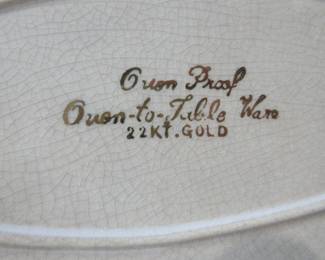 Oven Proof
Oven-to-Table Ware
22KT.GOLD